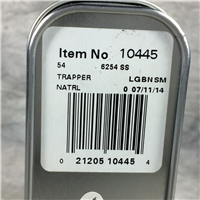 Item No 10445
54 6254 SS
TRAPPER LGBNSM
NATRL
0 07/11/14
0 21205 10445 4